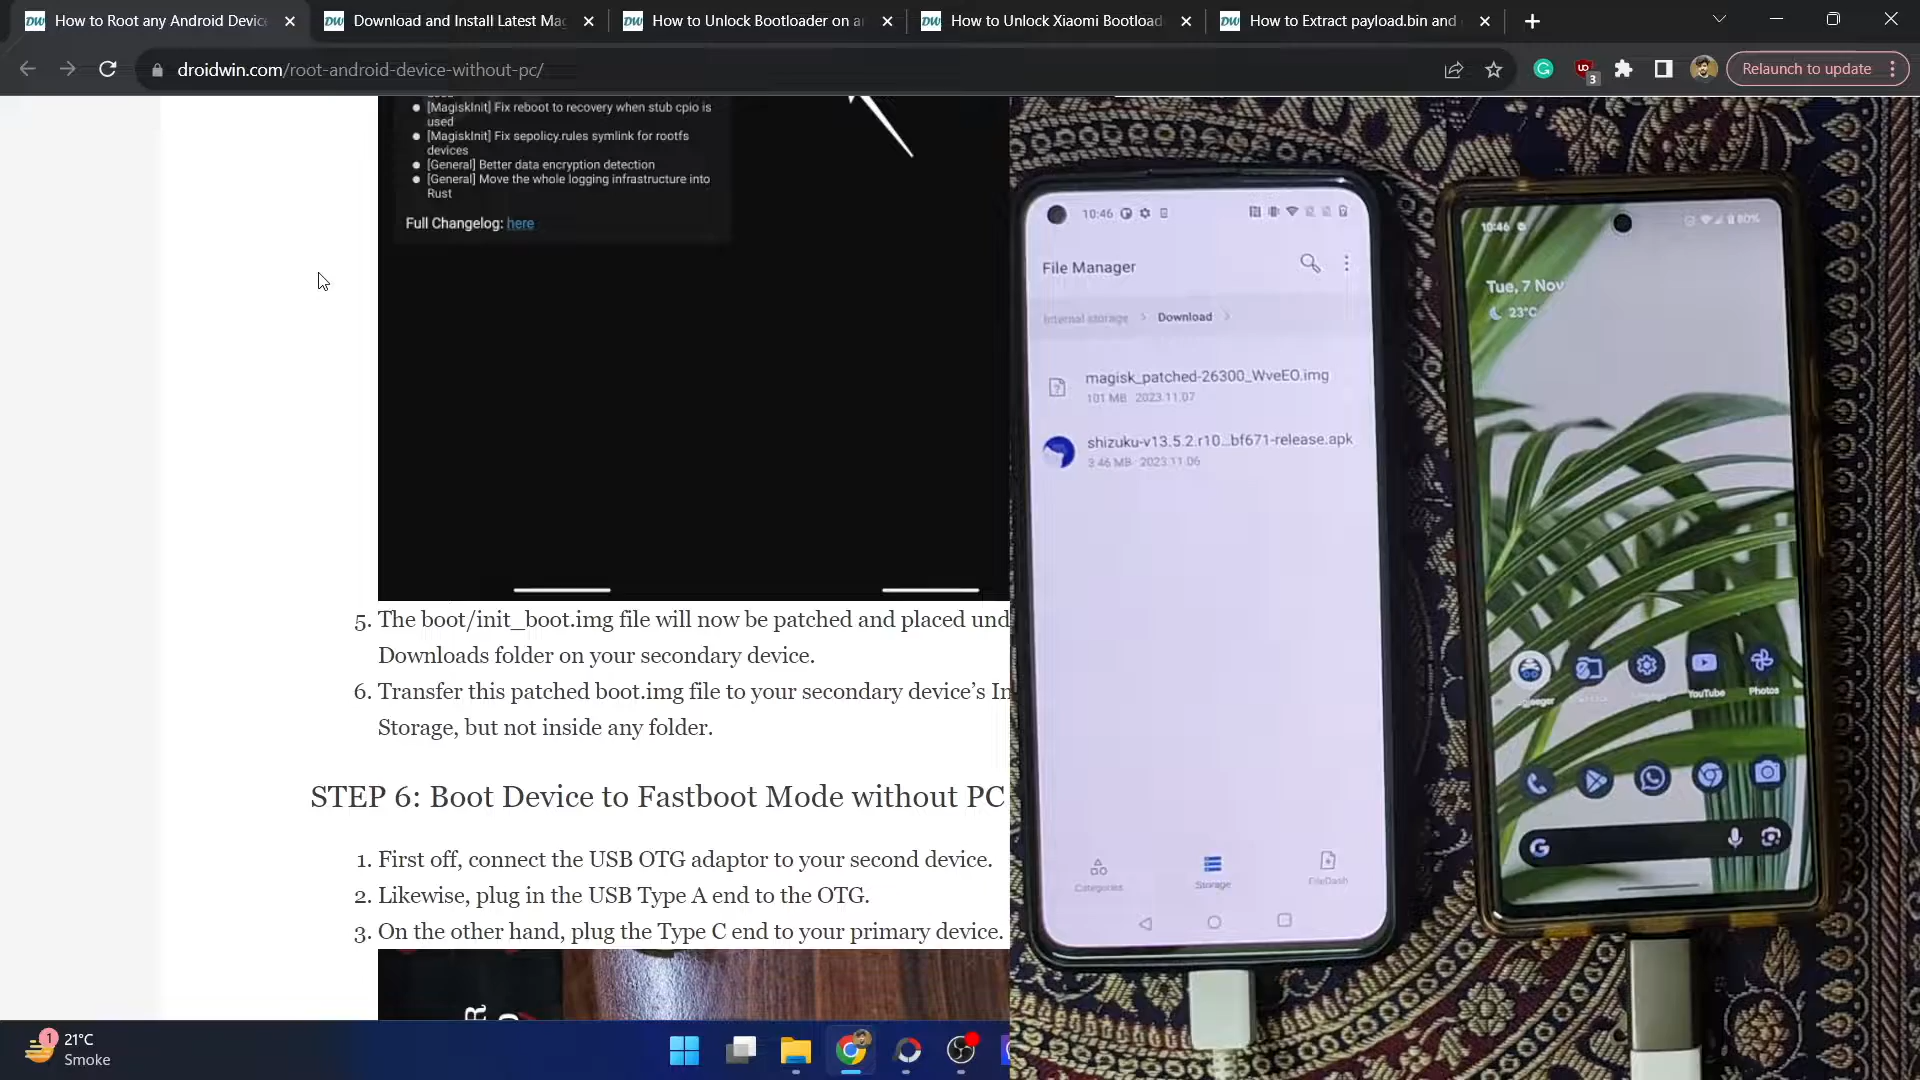 How to Root any Android Device
Download and Install Latest Mag
How to Unlock Bootloader on a
How to Unlock Xiaomi Bootload
How to Extract payload.bin and
droidwin.com/root-android-device-without-pc/
3
Relaunch to update
[MagiskInit] Fix reboot to recovery when stub cpio is
used
[MagiskInit] Fix sepolicy.rules symlink for rootfs
devices
[General] Better data encryption detection
[General] Move the whole logging infrastructure into
Rust
Full Changelog: here
5. The boot/init_boot.img file will now be patched and placed und
Downloads folder on your secondary device.
6. Transfer this patched boot.img file to your secondary device’s In
Storage, but not inside any folder.
STEP 6: Boot Device to Fastboot Mode without PC
1. First off, connect the USB OTG adaptor to your second device.
2. Likewise, plug in the USB Type A end to the OTG.
3. On the other hand, plug the Type C end to your primary device.
10:46
File Manager
Internal storage > Download
magisk_patched-26300_WveEO.img
101 MB 2023.11.07
shizuku-v13.5.2.r10...bf671-release.apk
3.46 MB 2023.11.06
Categories
Storage
FileDash
10:46
80%
Tue, 7 Nov
23°C
YouTube
Photos
1
21°C
Smoke